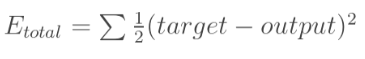 E_{total} = \sum \frac{1}{2}(target - output)^2